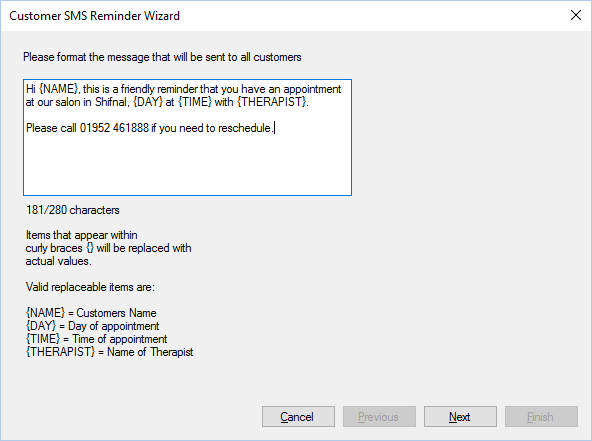 Customer SMS Reminder Wizard
Please format the message that will be sent to all customers
Hi {NAME}, this is a friendly reminder that you have an appointment
at our salon in Shifnal, {DAY} at {TIME} with {THERAPIST}.
Please call 01952 461888 if you need to reschedule.
181/280 characters
Items that appear within
curly braces {} will be replaced with
actual values.
Valid replaceable items are:
{NAME} = Customers Name
{DAY} = Day of appointment
{TIME} = Time of appointment
{THERAPIST} = Name of Therapist
Cancel Previous Next Finish